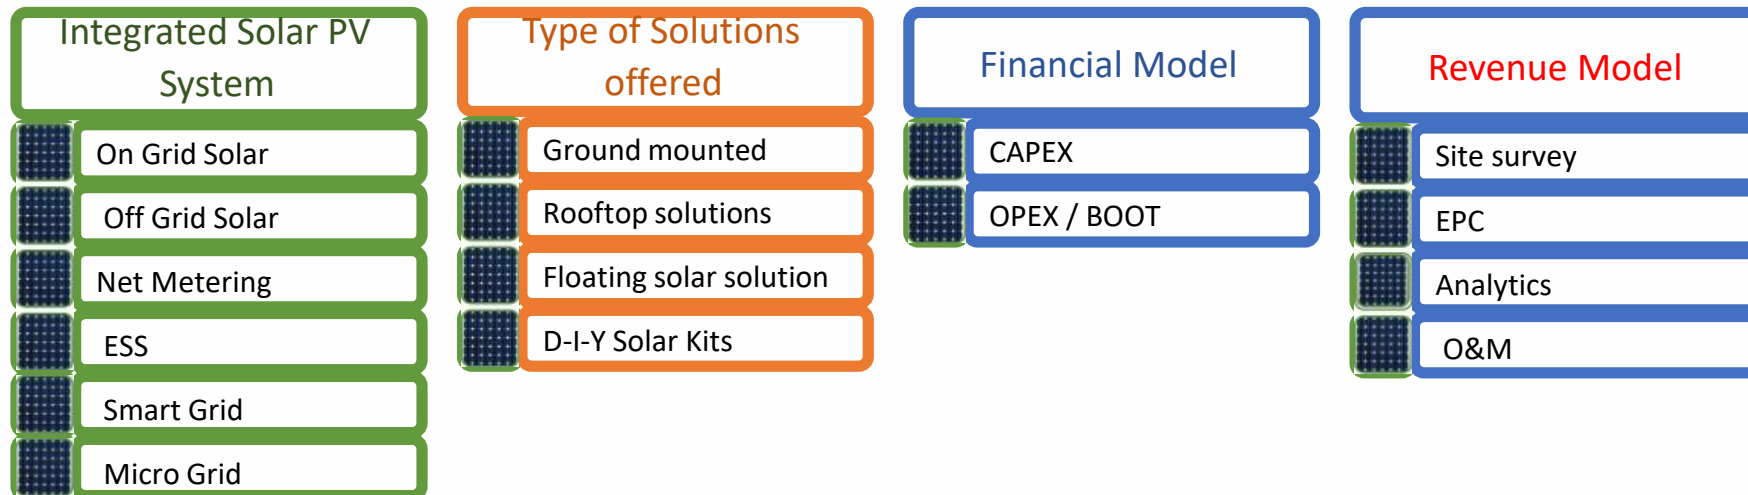 Integrated Solar PV
System
On Grid Solar
Off Grid Solar
Net Metering
ESS
Smart Grid
Micro Grid
Type of Solutions
offered
Ground mounted
Rooftop solutions
Floating solar solution
D-I-Y Solar Kits
Financial Model
CAPEX
OPEX / BOOT
Revenue Model
Site survey
EPC
Analytics
O&M